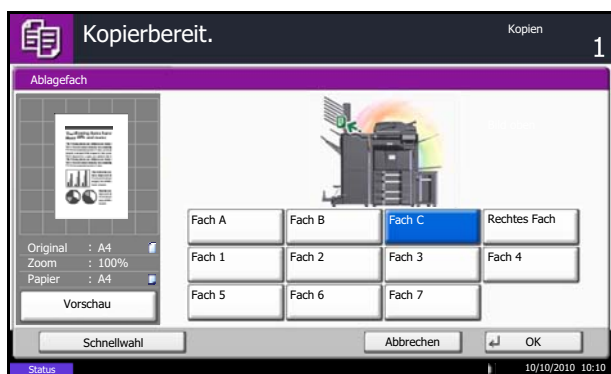 Kopierbereit.
Kopien
1
Ablagefach
Original : A4
Zoom : 100%
Papier : A4
Vorschau
Fach A Fach B Fach C Rechtes Fach
Fach 1 Fach 2 Fach 3 Fach 4
Fach 5 Fach 6 Fach 7
Schnellwahl Abbrechen OK
Status 10/10/2010 10:10